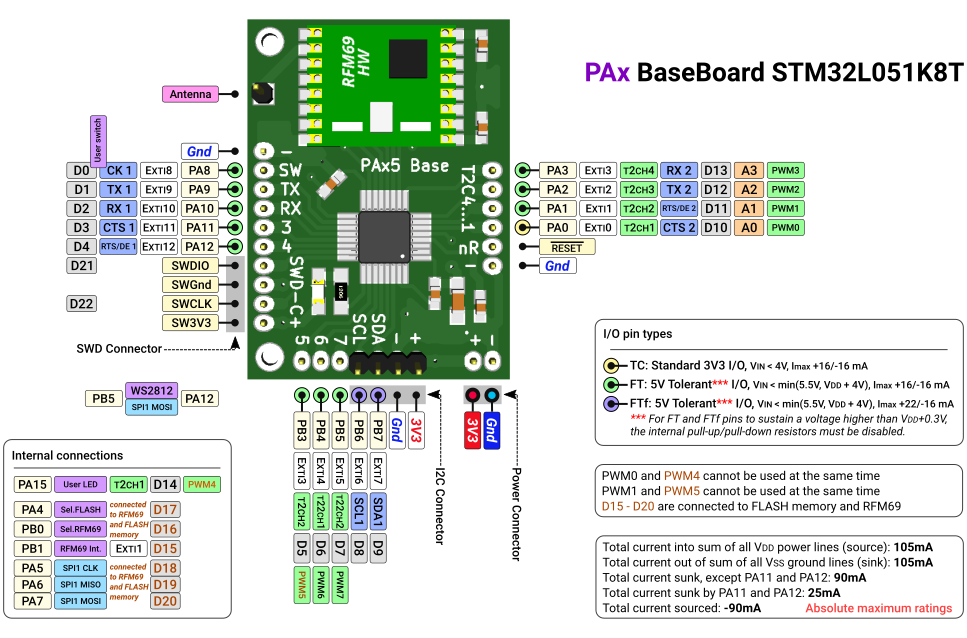 PAx BaseBoard STM32L051K8T
RFM69
HW
Antenna
PAx5 Base
User switch
Gnd
-
D0 CK 1 EXTI8 PA8 SW
D1 TX 1 EXTI9 PA9 TX
D2 RX 1 EXTI10 PA10 RX
D3 CTS 1 EXTI11 PA11 3
D4 RTS/DE 1 EXTI12 PA12 4
D21 SWDIO
SWGnd
D22 SWCLK
SW3V3
SWD-C+
SWD Connector
T2C4...1
nR
-
PA3 EXTI3 T2CH4 RX 2 D13 A3 PWM3
PA2 EXTI2 T2CH3 TX 2 D12 A2 PWM2
PA1 EXTI1 T2CH2 RTS/DE 2 D11 A1 PWM1
PA0 EXTI0 T2CH1 CTS 2 D10 A0 PWM0
RESET
Gnd
5 6 7 SCL SDA - +
+ -
PB5 WS2812 PA12
SPI1 MOSI
PB3 EXTI3 T2CH2 D5 PWM5
PB4 EXTI4 T22CH1 D6 PWM6
PB5 EXTI5 T22CH2 D7 PWM7
PB6 EXTI6 SCL1 D8
PB7 EXTI7 SDA1 D9
Gnd
3V3
I2C Connector
3V3
Gnd
Power Connector
Internal connections
PA15 User LED T2CH1 D14 PWM4
PA4 Sel.FLASH D17
PB0 Sel.RFM69 D16
connected
to RFM69
and FLASH
memory
PB1 RFM69 Int. EXTI1 D15
PA5 SPI1 CLK D18
PA6 SPI1 MISO D19
PA7 SPI1 MOSI D20
connected
to RFM69
and FLASH
memory
I/O pin types
TC: Standard 3V3 I/O, VIN < 4V, IMAX +16/-16 mA
FT: 5V Tolerant*** I/O, VIN < min(5.5V, VDD + 4V), IMAX +16/-16 mA
FTf: 5V Tolerant*** I/O, VIN < min(5.5V, VDD + 4V), IMAX +22/-16 mA
*** For FT and FTf pins to sustain a voltage higher than VDD+0.3V,
the internal pull-up/pull-down resistors must be disabled.
PWM0 and PWM4 cannot be used at the same time
PWM1 and PWM5 cannot be used at the same time
D15 - D20 are connected to FLASH memory and RFM69
Total current into sum of all VDD power lines (source): 105mA
Total current out of sum of all VSS ground lines (sink): 105mA
Total current sunk, except PA11 and PA12: 90mA
Total current sunk by PA11 and PA12: 25mA
Total current sourced: -90mA Absolute maximum ratings